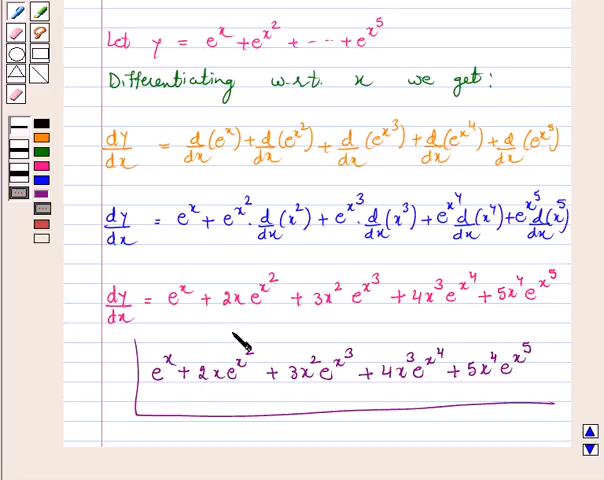 Let y = e^x + e^{x^2} + ---- + e^{x^5}
Differentiating w.r.t. x we get:
dy/dx = d/dx (e^x) + d/dx (e^{x^2}) + d/dx (e^{x^3}) + d/dx (e^{x^4}) + d/dx (e^{x^5})
dy/dx = e^x + e^{x^2} . d/dx (x^2) + e^{x^3} . d/dx (x^3) + e^{x^4} d/dx (x^4) + e^{x^5} d/dx (x^5)
dy/dx = e^x + 2x e^{x^2} + 3x^2 e^{x^3} + 4x^3 e^{x^4} + 5x^4 e^{x^5}
e^x + 2x e^{x^2} + 3x^2 e^{x^3} + 4x^3 e^{x^4} + 5x^4 e^{x^5}